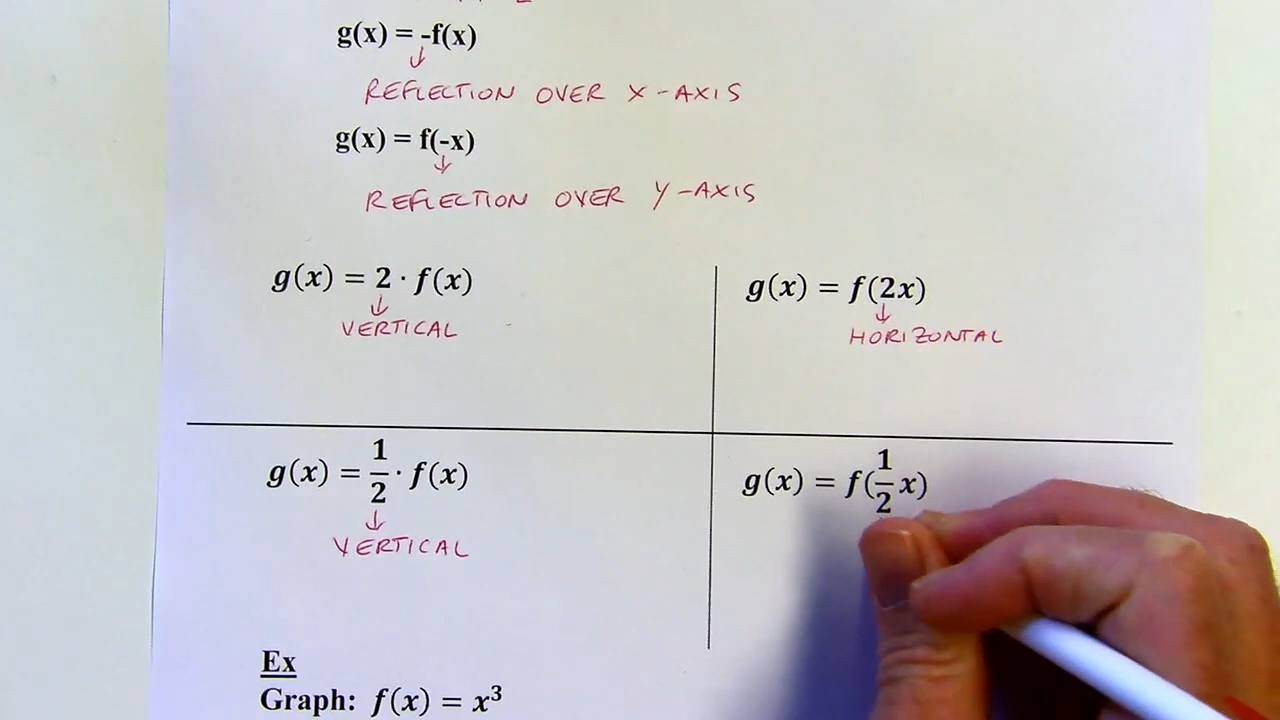 g(x) = -f(x)
REFLECTION OVER X-AXIS
g(x) = f(-x)
REFLECTION OVER Y-AXIS
g(x) = 2 · f(x)
VERTICAL
g(x) = f(2x)
HORIZONTAL
g(x) = 1/2 · f(x)
VERTICAL
g(x) = f(1/2 x)
Ex
Graph: f(x) = x³